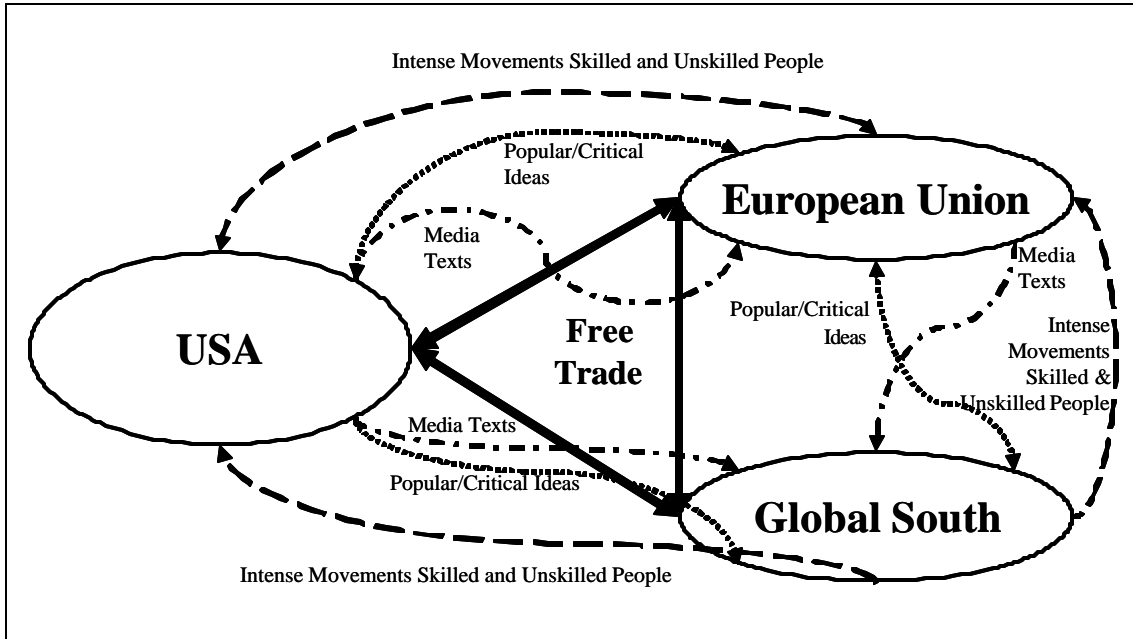 Intense Movements Skilled and Unskilled People
Popular/Critical
Ideas
European Union
Media
Texts
Media
Texts
Popular/Critical
Ideas
Free
Trade
USA
Intense
Movements
Skilled &
Unskilled People
Media Texts
Popular/Critical Ideas
Global South
Intense Movements Skilled and Unskilled People